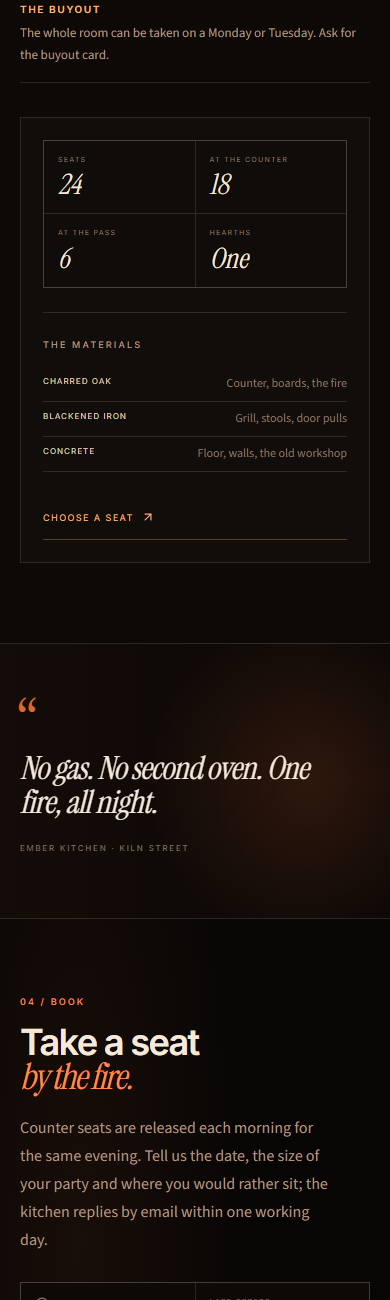 THE BUYOUT
The whole room can be taken on a Monday or Tuesday. Ask for
the buyout card.
SEATS
24
AT THE COUNTER
18
AT THE PASS
6
HEARTHS
One
THE MATERIALS
CHARRED OAK
Counter, boards, the fire
BLACKENED IRON
Grill, stools, door pulls
CONCRETE
Floor, walls, the old workshop
CHOOSE A SEAT
“
No gas. No second oven. One
fire, all night.
EMBER KITCHEN · KILN STREET
04 / BOOK
Take a seat
by the fire.
Counter seats are released each morning for
the same evening. Tell us the date, the size of
your party and where you would rather sit; the
kitchen replies by email within one working
day.